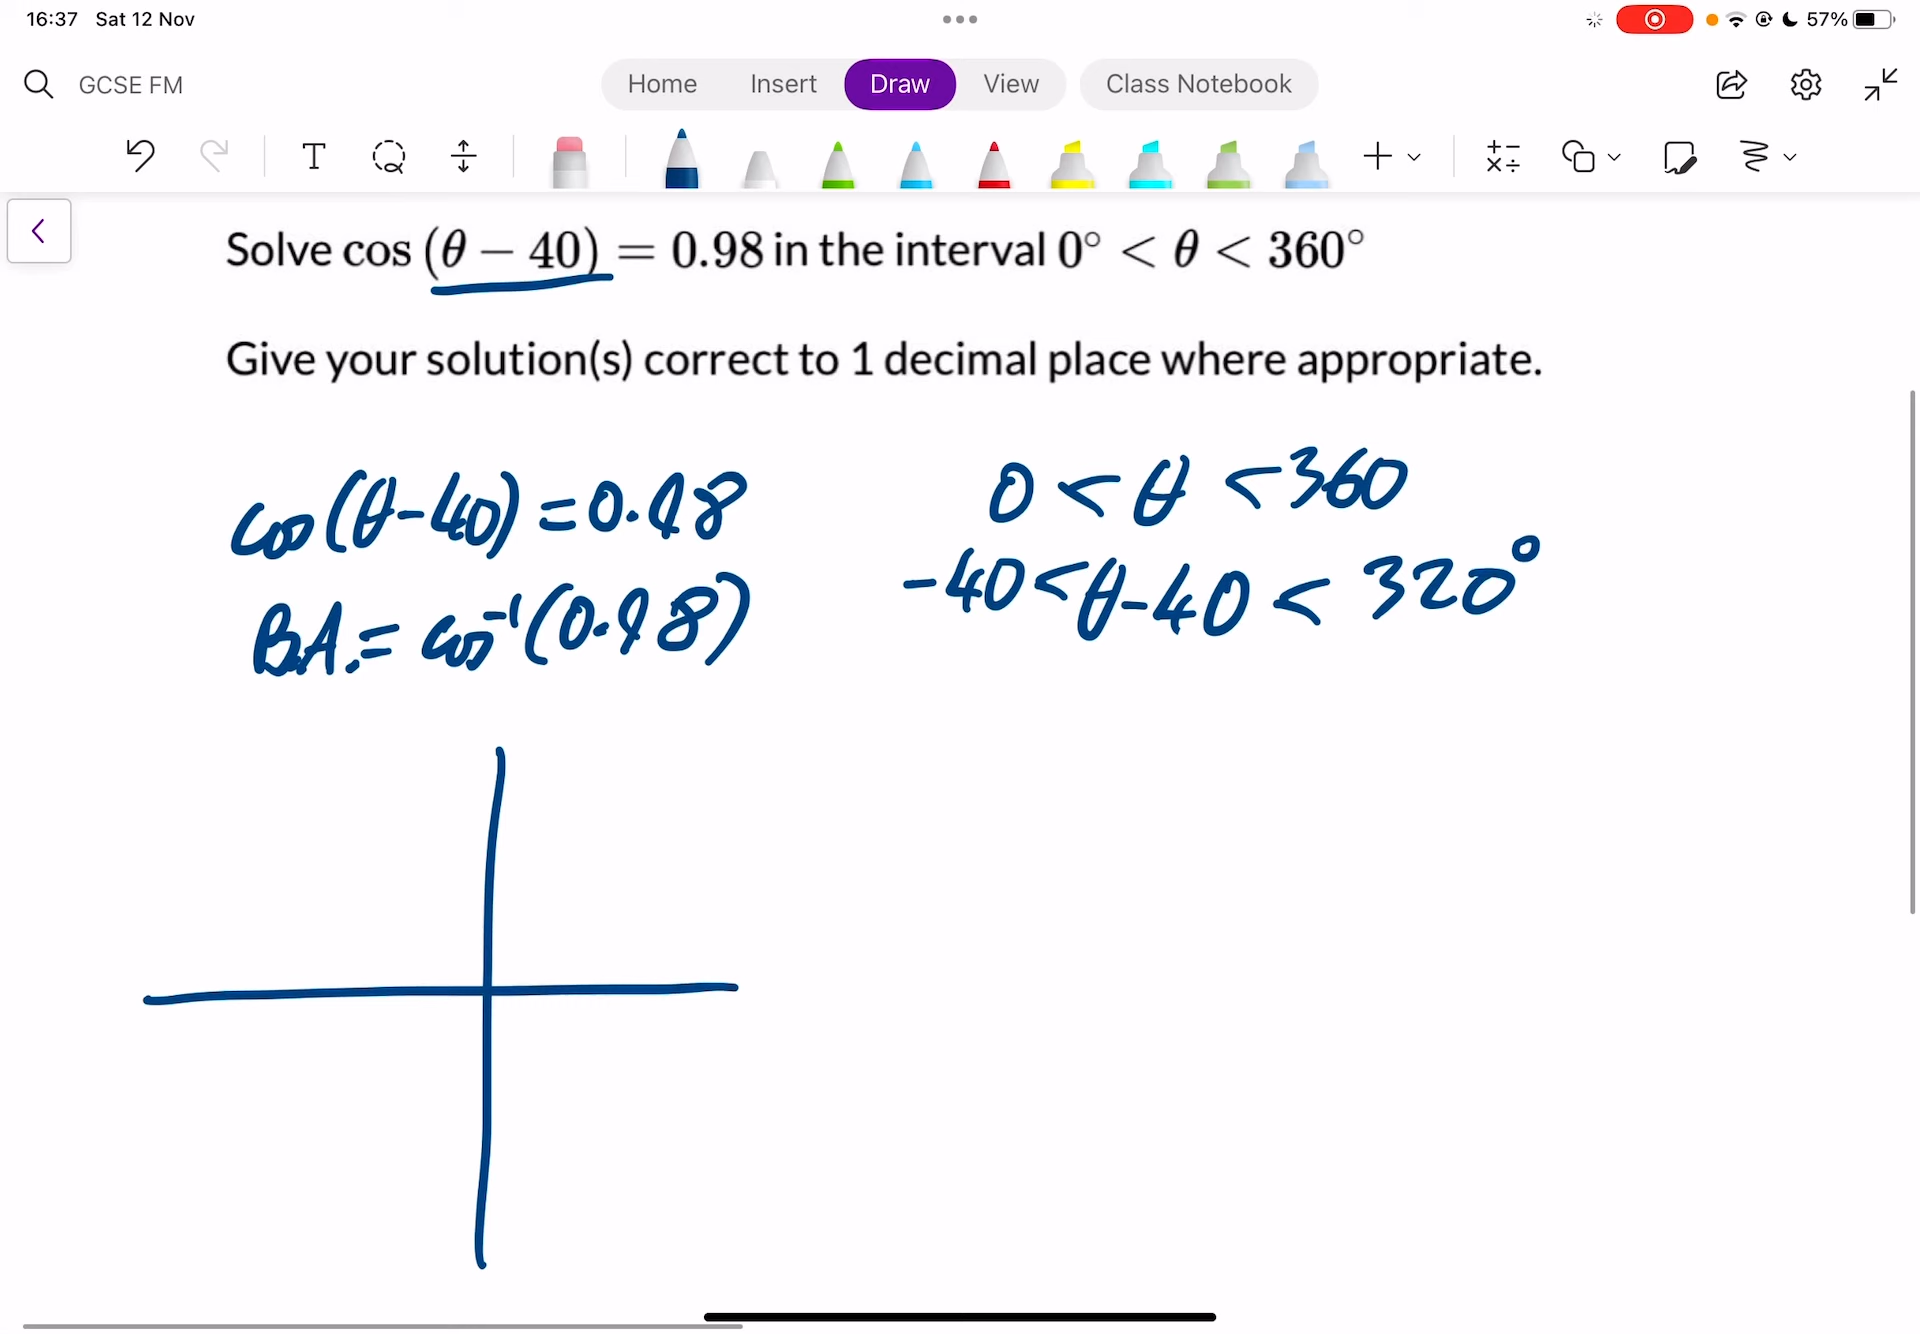 16:37 Sat 12 Nov
57%
GCSE FM
Home Insert Draw View Class Notebook
T
Solve cos (θ − 40) = 0.98 in the interval 0° < θ < 360°
Give your solution(s) correct to 1 decimal place where appropriate.
cos(θ-40) = 0.98
0 < θ < 360
-40 < θ-40 < 320°
B.A. = cos⁻¹(0.98)